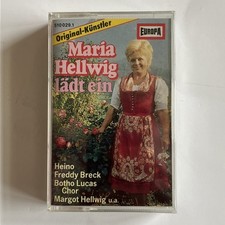 Original-Künstler
EUROPA
Maria
Hellwig
lädt ein
Heino
Freddy Breck
Botho Lucas
Chor
Margot Hellwig u.a.